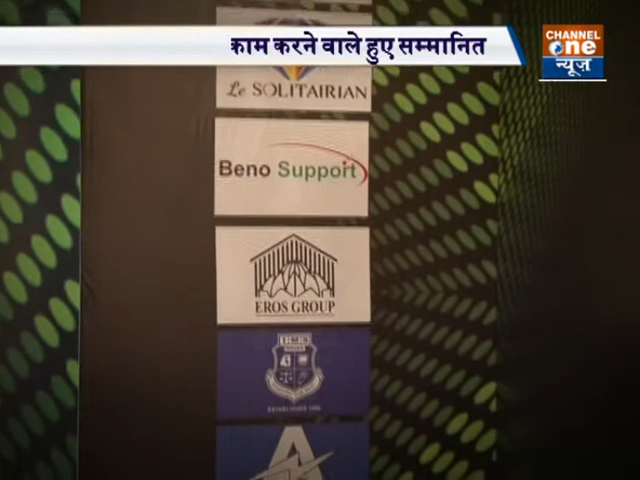 काम करने वाले हुए सम्मानित
CHANNEL
one
न्यूज़
Le SOLITAIRIAN
Beno Support
EROS GROUP